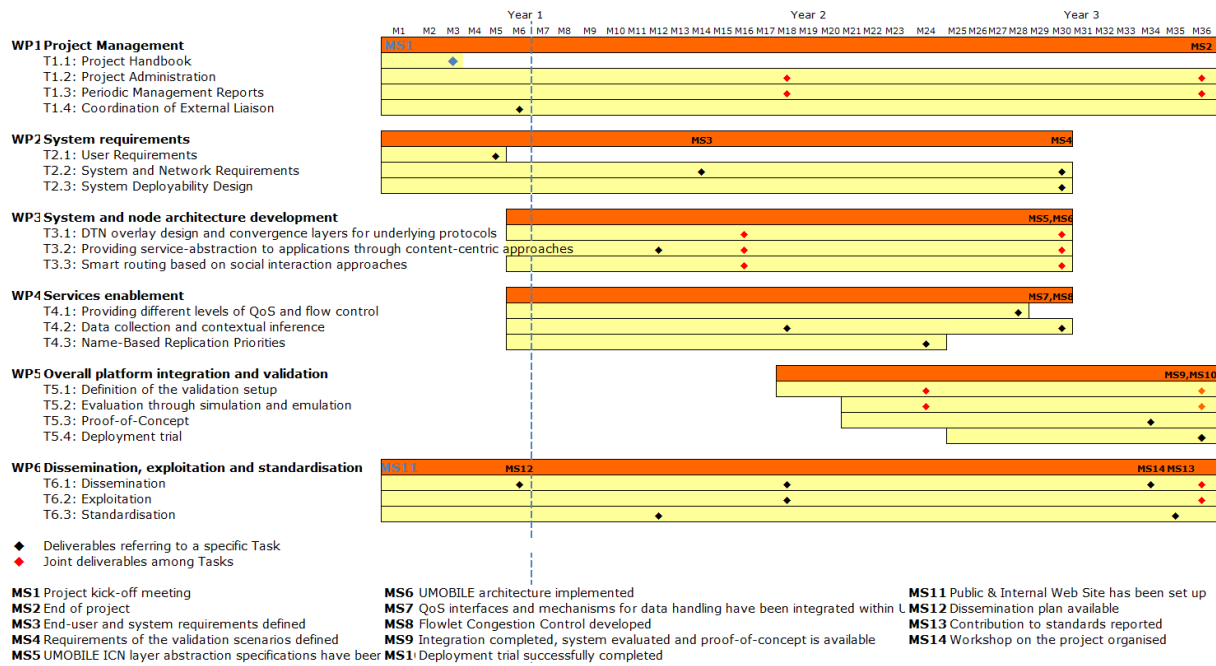 Year 1 Year 2 Year 3
M1 M2 M3 M4 M5 M6 M7 M8 M9 M10 M11 M12 M13 M14 M15 M16 M17 M18 M19 M20 M21 M22 M23 M24 M25 M26 M27 M28 M29 M30 M31 M32 M33 M34 M35 M36
WP1 Project Management MS1 MS2
T1.1: Project Handbook
T1.2: Project Administration
T1.3: Periodic Management Reports
T1.4: Coordination of External Liaison
WP2 System requirements MS3 MS4
T2.1: User Requirements
T2.2: System and Network Requirements
T2.3: System Deployability Design
WP3 System and node architecture development MS5,MS6
T3.1: DTN overlay design and convergence layers for underlying protocols
T3.2: Providing service-abstraction to applications through content-centric approaches
T3.3: Smart routing based on social interaction approaches
WP4 Services enablement MS7,MS8
T4.1: Providing different levels of QoS and flow control
T4.2: Data collection and contextual inference
T4.3: Name-Based Replication Priorities
WP5 Overall platform integration and validation MS9,MS10
T5.1: Definition of the validation setup
T5.2: Evaluation through simulation and emulation
T5.3: Proof-of-Concept
T5.4: Deployment trial
WP6 Dissemination, exploitation and standardisation MS11 MS12 MS14 MS13
T6.1: Dissemination
T6.2: Exploitation
T6.3: Standardisation
Deliverables referring to a specific Task
Joint deliverables among Tasks
MS1 Project kick-off meeting
MS2 End of project
MS3 End-user and system requirements defined
MS4 Requirements of the validation scenarios defined
MS5 UMOBILE ICN layer abstraction specifications have been
MS6 UMOBILE architecture implemented
MS7 QoS interfaces and mechanisms for data handling have been integrated within U
MS8 Flowlet Congestion Control developed
MS9 Integration completed, system evaluated and proof-of-concept is available
MS1 Deployment trial successfully completed
MS11 Public & Internal Web Site has been set up
MS12 Dissemination plan available
MS13 Contribution to standards reported
MS14 Workshop on the project organised